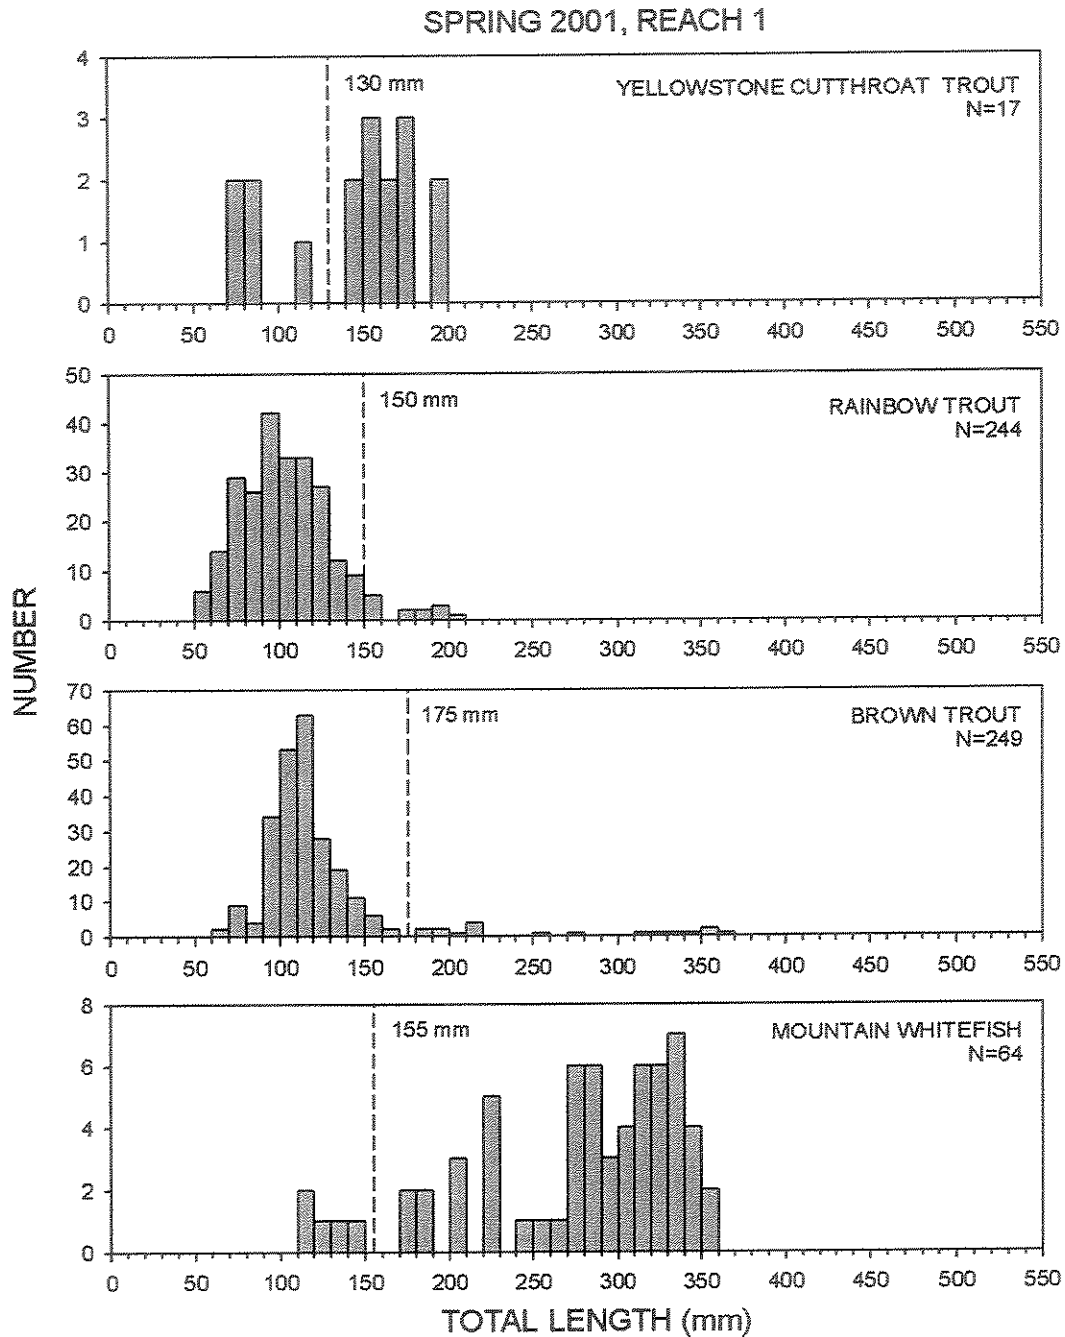 SPRING 2001, REACH 1
4
3
2
1
0
130 mm
YELLOWSTONE CUTTHROAT TROUT
N=17
0 50 100 150 200 250 300 350 400 450 500 550
50
40
30
20
10
0
150 mm
RAINBOW TROUT
N=244
0 50 100 150 200 250 300 350 400 450 500 550
NUMBER
70
60
50
40
30
20
10
0
175 mm
BROWN TROUT
N=249
0 50 100 150 200 250 300 350 400 450 500 550
8
6
4
2
0
155 mm
MOUNTAIN WHITEFISH
N=64
0 50 100 150 200 250 300 350 400 450 500 550
TOTAL LENGTH (mm)